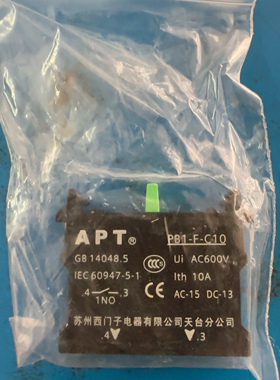 APT® PB1-F-C10
GB 14048.5 CCC Ui AC600V
IEC 60947-5-1 Ith 10A
.4 .3 CE AC-15 DC-13
1NO
苏州西门子电器有限公司天台分公司
.4 .3